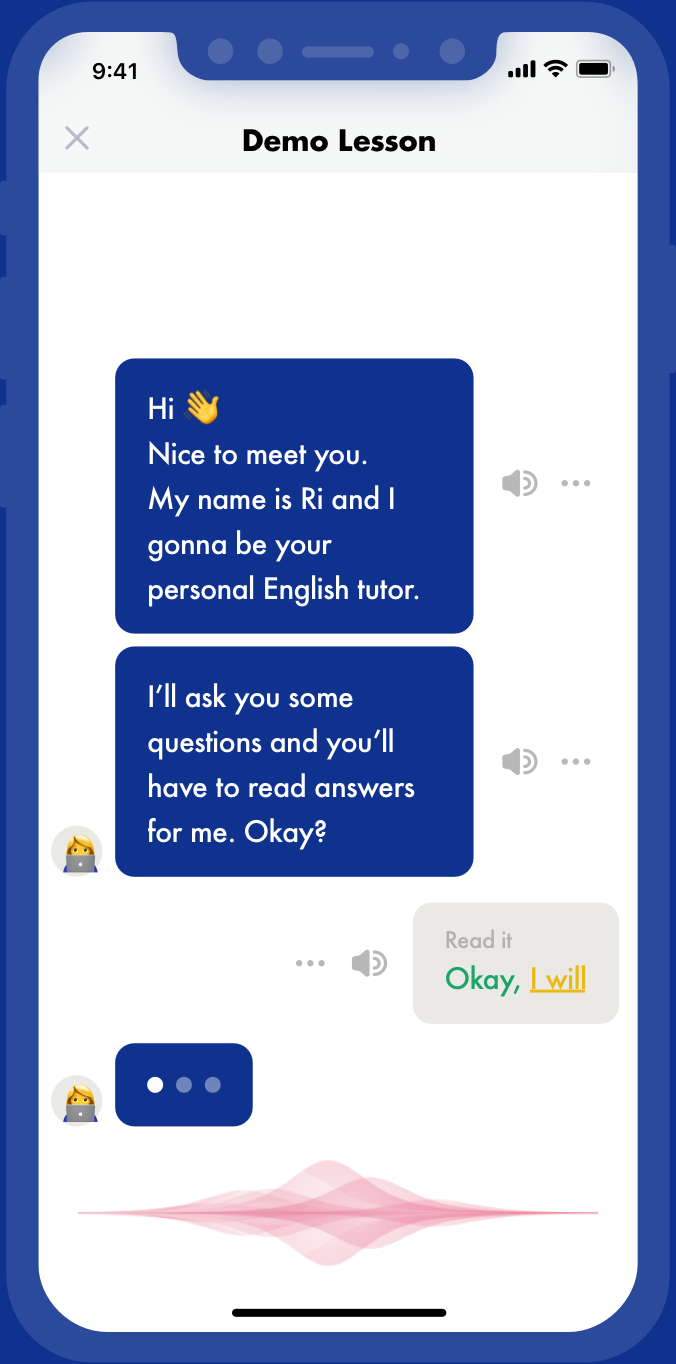 9:41
Demo Lesson
Hi 👋
Nice to meet you.
My name is Ri and I
gonna be your
personal English tutor.
I’ll ask you some
questions and you’ll
have to read answers
for me. Okay?
Read it
Okay, I will